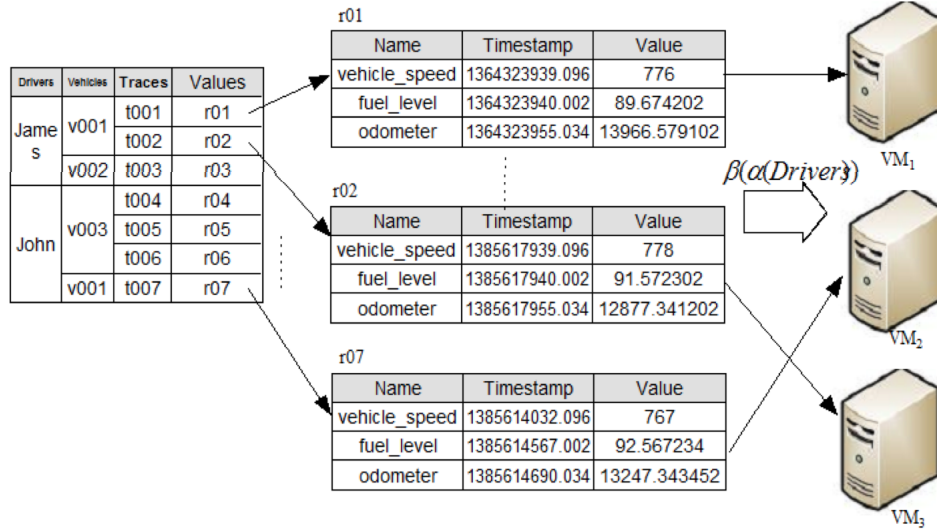 Drivers Vehicles Traces Values
James v001 t001 r01
t002 r02
v002 t003 r03
John v003 t004 r04
t005 r05
t006 r06
v001 t007 r07
r01
Name Timestamp Value
vehicle_speed 1364323939.096 776
fuel_level 1364323940.002 89.674202
odometer 1364323955.034 13966.579102
r02
Name Timestamp Value
vehicle_speed 1385617939.096 778
fuel_level 1385617940.002 91.572302
odometer 1385617955.034 12877.341202
r07
Name Timestamp Value
vehicle_speed 1385614032.096 767
fuel_level 1385614567.002 92.567234
odometer 1385614690.034 13247.343452
β(α(Drivers))
VM₁
VM₂
VM₃